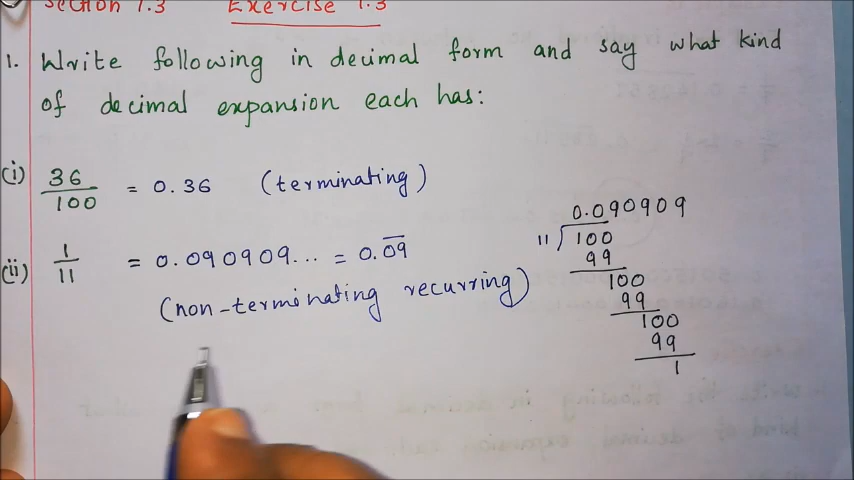 Section 1.3 Exercise 1.3
1. Write following in decimal form and say what kind
of decimal expansion each has:
(i) 36/100 = 0.36 (terminating)
(ii) 1/11 = 0.090909... = 0.0̅9̅
(non-terminating recurring)
0.090909
11 ) 100
99
100
99
100
99
1